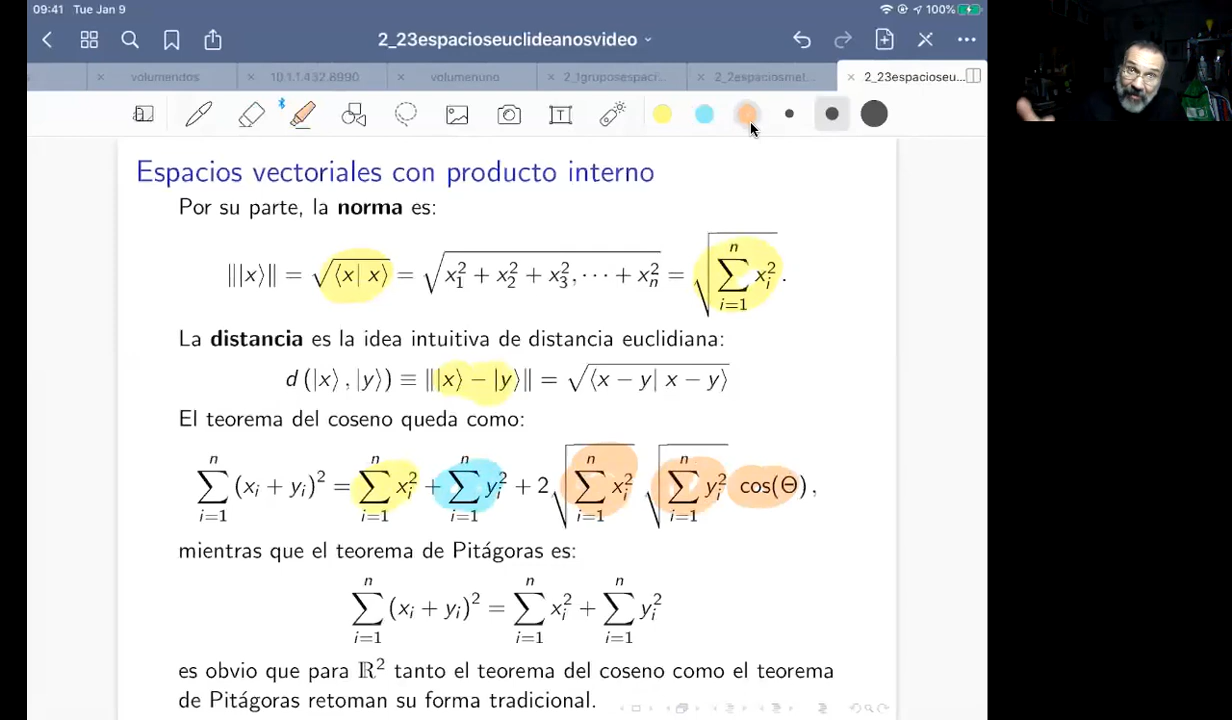 09:41 Tue Jan 9
100%
2_23espacioseuclideanosvideo
volumendos
10.1.1.432.8990
volumenuno
2_1gruposespaci...
2_2espaciosmet...
2_23espacioseu...
Espacios vectoriales con producto interno
Por su parte, la norma es:
‖|x⟩‖ = √⟨x| x⟩ = √(x₁² + x₂² + x₃², ⋯ + xₙ²) = √(∑ᵢ₌₁ⁿ xᵢ²) .
La distancia es la idea intuitiva de distancia euclidiana:
d (|x⟩ , |y⟩) ≡ ‖|x⟩ − |y⟩‖ = √⟨x − y| x − y⟩
El teorema del coseno queda como:
∑ᵢ₌₁ⁿ (xᵢ + yᵢ)² = ∑ᵢ₌₁ⁿ xᵢ² + ∑ᵢ₌₁ⁿ yᵢ² + 2 √(∑ᵢ₌₁ⁿ xᵢ²) √(∑ᵢ₌₁ⁿ yᵢ²) cos(Θ) ,
mientras que el teorema de Pitágoras es:
∑ᵢ₌₁ⁿ (xᵢ + yᵢ)² = ∑ᵢ₌₁ⁿ xᵢ² + ∑ᵢ₌₁ⁿ yᵢ²
es obvio que para ℝ² tanto el teorema del coseno como el teorema
de Pitágoras retoman su forma tradicional.